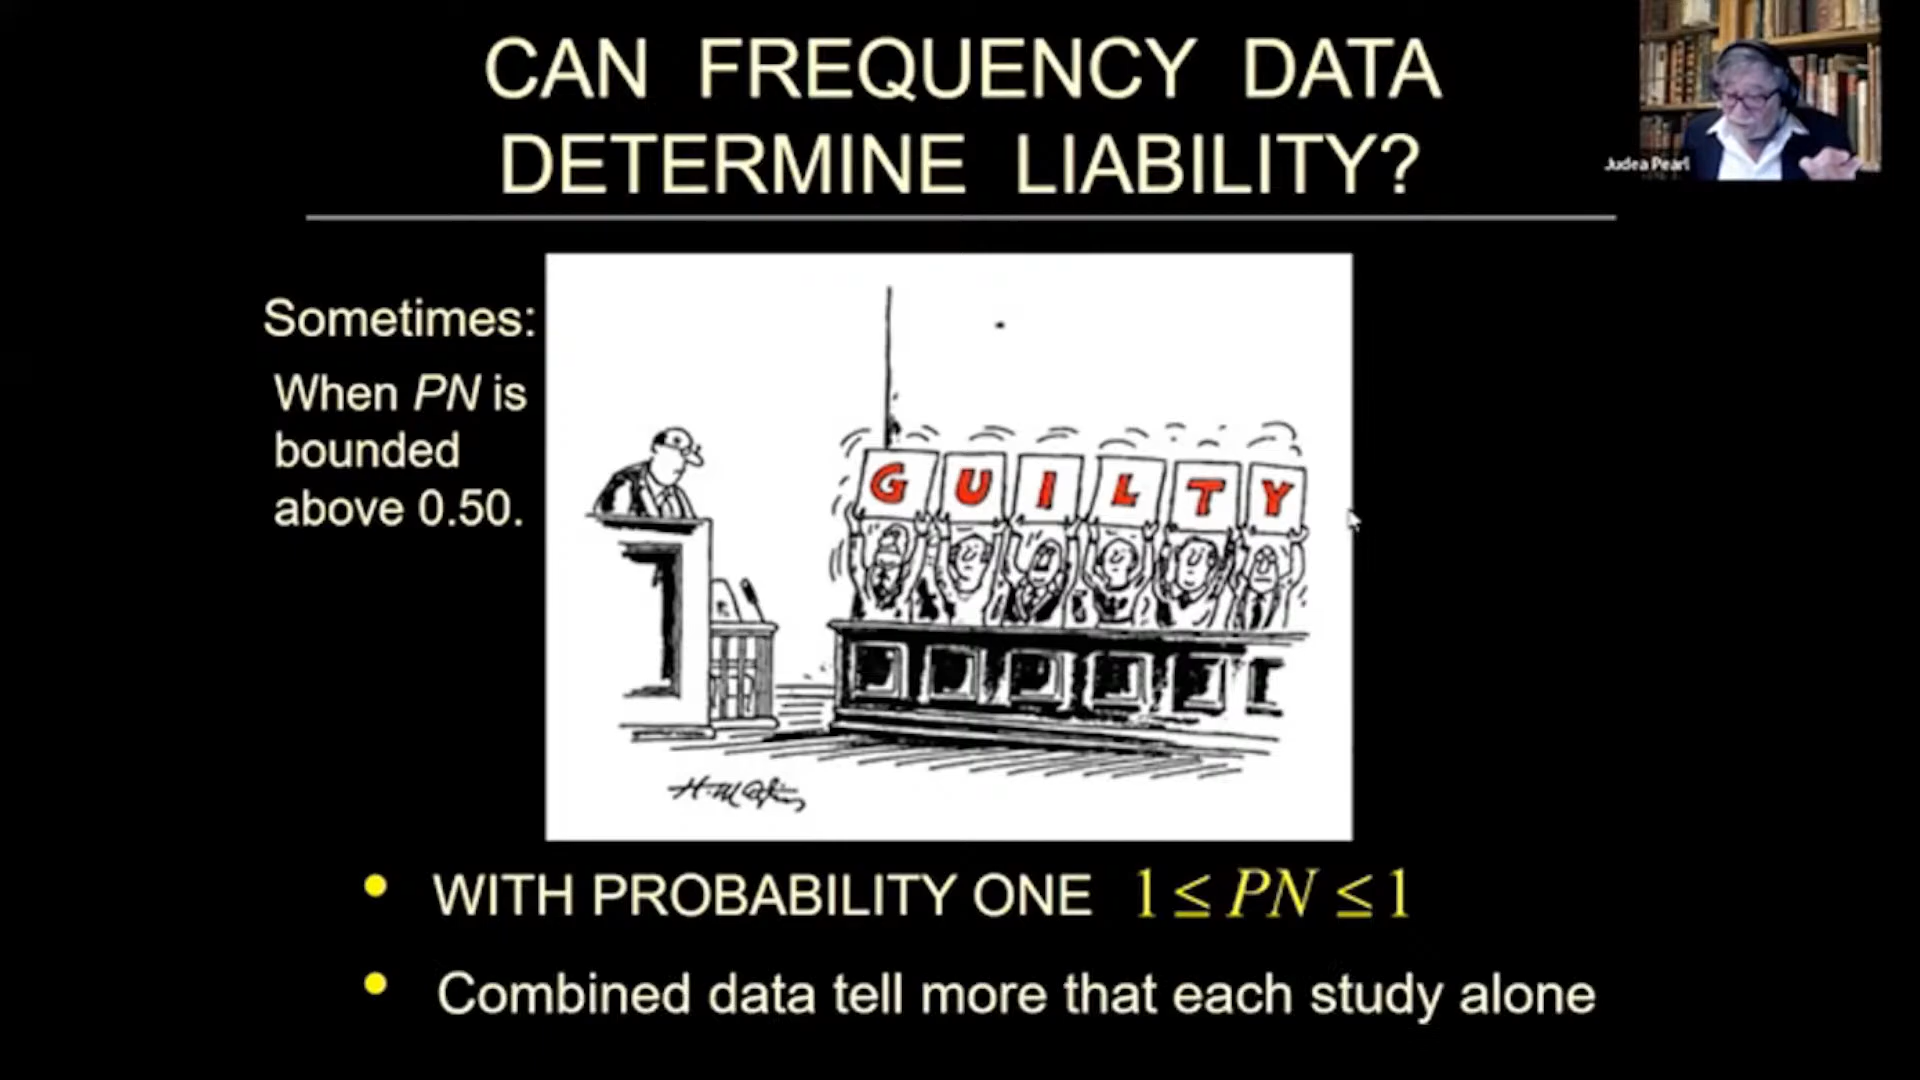 CAN FREQUENCY DATA
DETERMINE LIABILITY?
Judea Pearl
Sometimes:
When PN is
bounded
above 0.50.
GUILTY
• WITH PROBABILITY ONE 1 ≤ PN ≤ 1
• Combined data tell more that each study alone